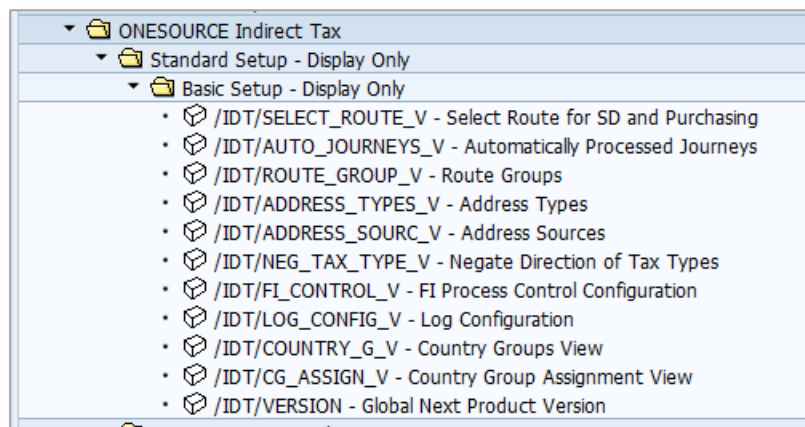 ONESOURCE Indirect Tax
Standard Setup - Display Only
Basic Setup - Display Only
/IDT/SELECT_ROUTE_V - Select Route for SD and Purchasing
/IDT/AUTO_JOURNEYS_V - Automatically Processed Journeys
/IDT/ROUTE_GROUP_V - Route Groups
/IDT/ADDRESS_TYPES_V - Address Types
/IDT/ADDRESS_SOURC_V - Address Sources
/IDT/NEG_TAX_TYPE_V - Negate Direction of Tax Types
/IDT/FI_CONTROL_V - FI Process Control Configuration
/IDT/LOG_CONFIG_V - Log Configuration
/IDT/COUNTRY_G_V - Country Groups View
/IDT/CG_ASSIGN_V - Country Group Assignment View
/IDT/VERSION - Global Next Product Version